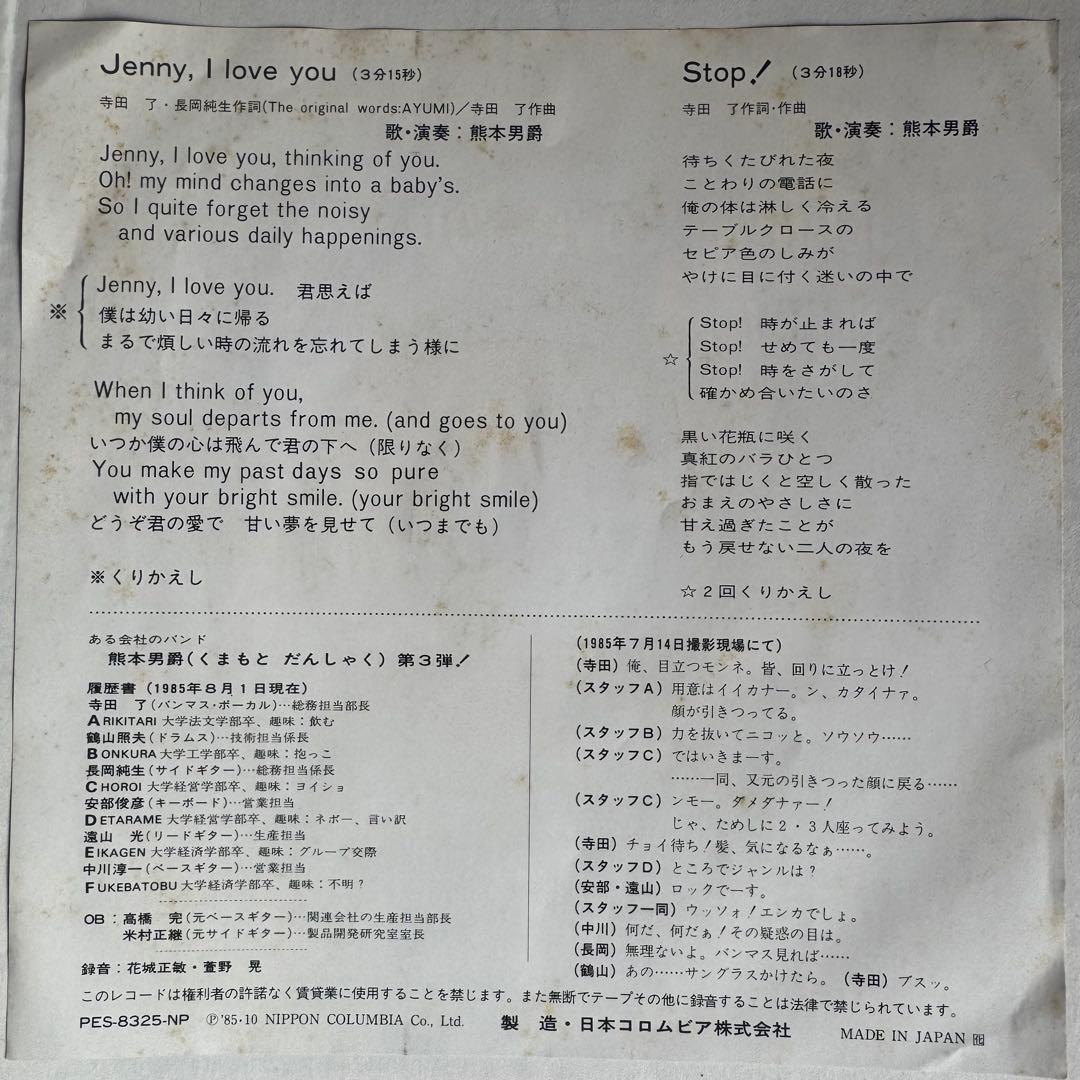 Jenny, I love you (3分15秒)
寺田　了・長岡純生作詞(The original words:AYUMI)／寺田　了作曲
歌・演奏：熊本男爵
Jenny, I love you, thinking of you.
Oh! my mind changes into a baby's.
So I quite forget the noisy
and various daily happenings.
※
Jenny, I love you.　君思えば
僕は幼い日々に帰る
まるで煩しい時の流れを忘れてしまう様に
When I think of you,
my soul departs from me. (and goes to you)
いつか僕の心は飛んで君の下へ（限りなく）
You make my past days so pure
with your bright smile. (your bright smile)
どうぞ君の愛で　甘い夢を見せて（いつまでも）
※くりかえし
Stop! (3分18秒)
寺田　了作詞・作曲
歌・演奏：熊本男爵
待ちくたびれた夜
ことわりの電話に
俺の体は淋しく冷える
テーブルクロースの
セピア色のしみが
やけに目に付く迷いの中で
☆
Stop!　時が止まれば
Stop!　せめても一度
Stop!　時をさがして
確かめ合いたいのさ
黒い花瓶に咲く
真紅のバラひとつ
指ではじくと空しく散った
おまえのやさしさに
甘え過ぎたことが
もう戻せない二人の夜を
☆２回くりかえし
ある会社のバンド
熊本男爵(くまもと だんしゃく) 第３弾！
履歴書（1985年８月１日現在）
寺田　了(バンマス・ボーカル)…総務担当部長
ARIKITARI 大学法文学部卒、趣味：飲む
鶴山照夫(ドラムス)…技術担当係長
BONKURA 大学工学部卒、趣味：抱っこ
長岡純生(サイドギター)…総務担当係長
CHOROI 大学経営学部卒、趣味：ヨイショ
安部俊彦(キーボード)…営業担当
DETARAME 大学経営学部卒、趣味：ネボー、言い訳
遠山　光(リードギター)…生産担当
EIKAGEN 大学経済学部卒、趣味：グループ交際
中川淳一(ベースギター)…営業担当
FUKEBATOBU 大学経済学部卒、趣味：不明？
OB：高橋　完(元ベースギター)…関連会社の生産担当部長
米村正継(元サイドギター)…製品開発研究室室長
録音：花城正敏・萱野　晃
(1985年７月14日撮影現場にて)
(寺田) 俺、目立つモンネ。皆、回りに立っとけ！
(スタッフＡ) 用意はイイカナー。ン、カタイナァ。
顔が引きつってる。
(スタッフＢ) 力を抜いてニコッと。ソウソウ……
(スタッフＣ) ではいきまーす。
……一同、又元の引きつった顔に戻る……
(スタッフＣ) ンモー。ダメダナァー！
じゃ、ためしに２・３人座ってみよう。
(寺田) チョイ待ち！髪、気になるなぁ……。
(スタッフＤ) ところでジャンルは？
(安部・遠山) ロックでーす。
(スタッフ一同) ウッソォ！エンカでしょ。
(中川) 何だ、何だぁ！その疑惑の目は。
(長岡) 無理ないよ。バンマス見れば……
(鶴山) あの……サングラスかけたら。(寺田) ブスッ。
このレコードは権利者の許諾なく賃貸業に使用することを禁じます。また無断でテープその他に録音することは法律で禁じられています。
PES-8325-NP　Ⓟ'85・10 NIPPON COLUMBIA Co., Ltd.　製　造・日本コロムビア株式会社　MADE IN JAPAN